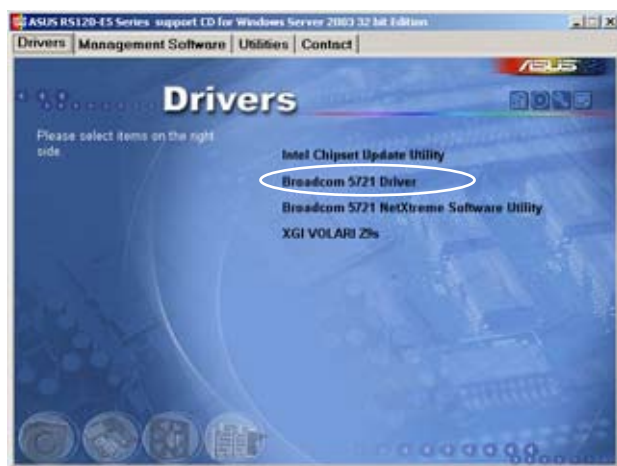 ASUS RS120-E5 Series support CD for Windows Server 2003 32 bit Edition
Drivers Management Software Utilities Contact
ASUS
Drivers
Please select items on the right
side.
Intel Chipset Update Utility
Broadcom 5721 Driver
Broadcom 5721 NetXtreme Software Utility
XGI VOLARI Z9s